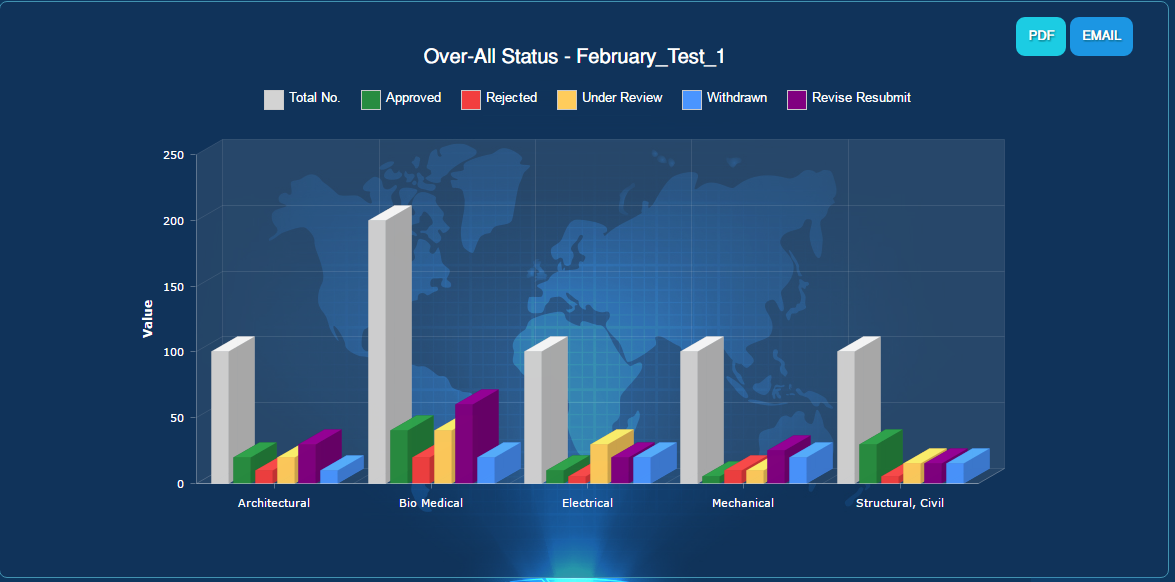 PDF EMAIL
Over-All Status - February_Test_1
Total No. Approved Rejected Under Review Withdrawn Revise Resubmit
250
200
150
100
50
0
Value
Architectural Bio Medical Electrical Mechanical Structural, Civil